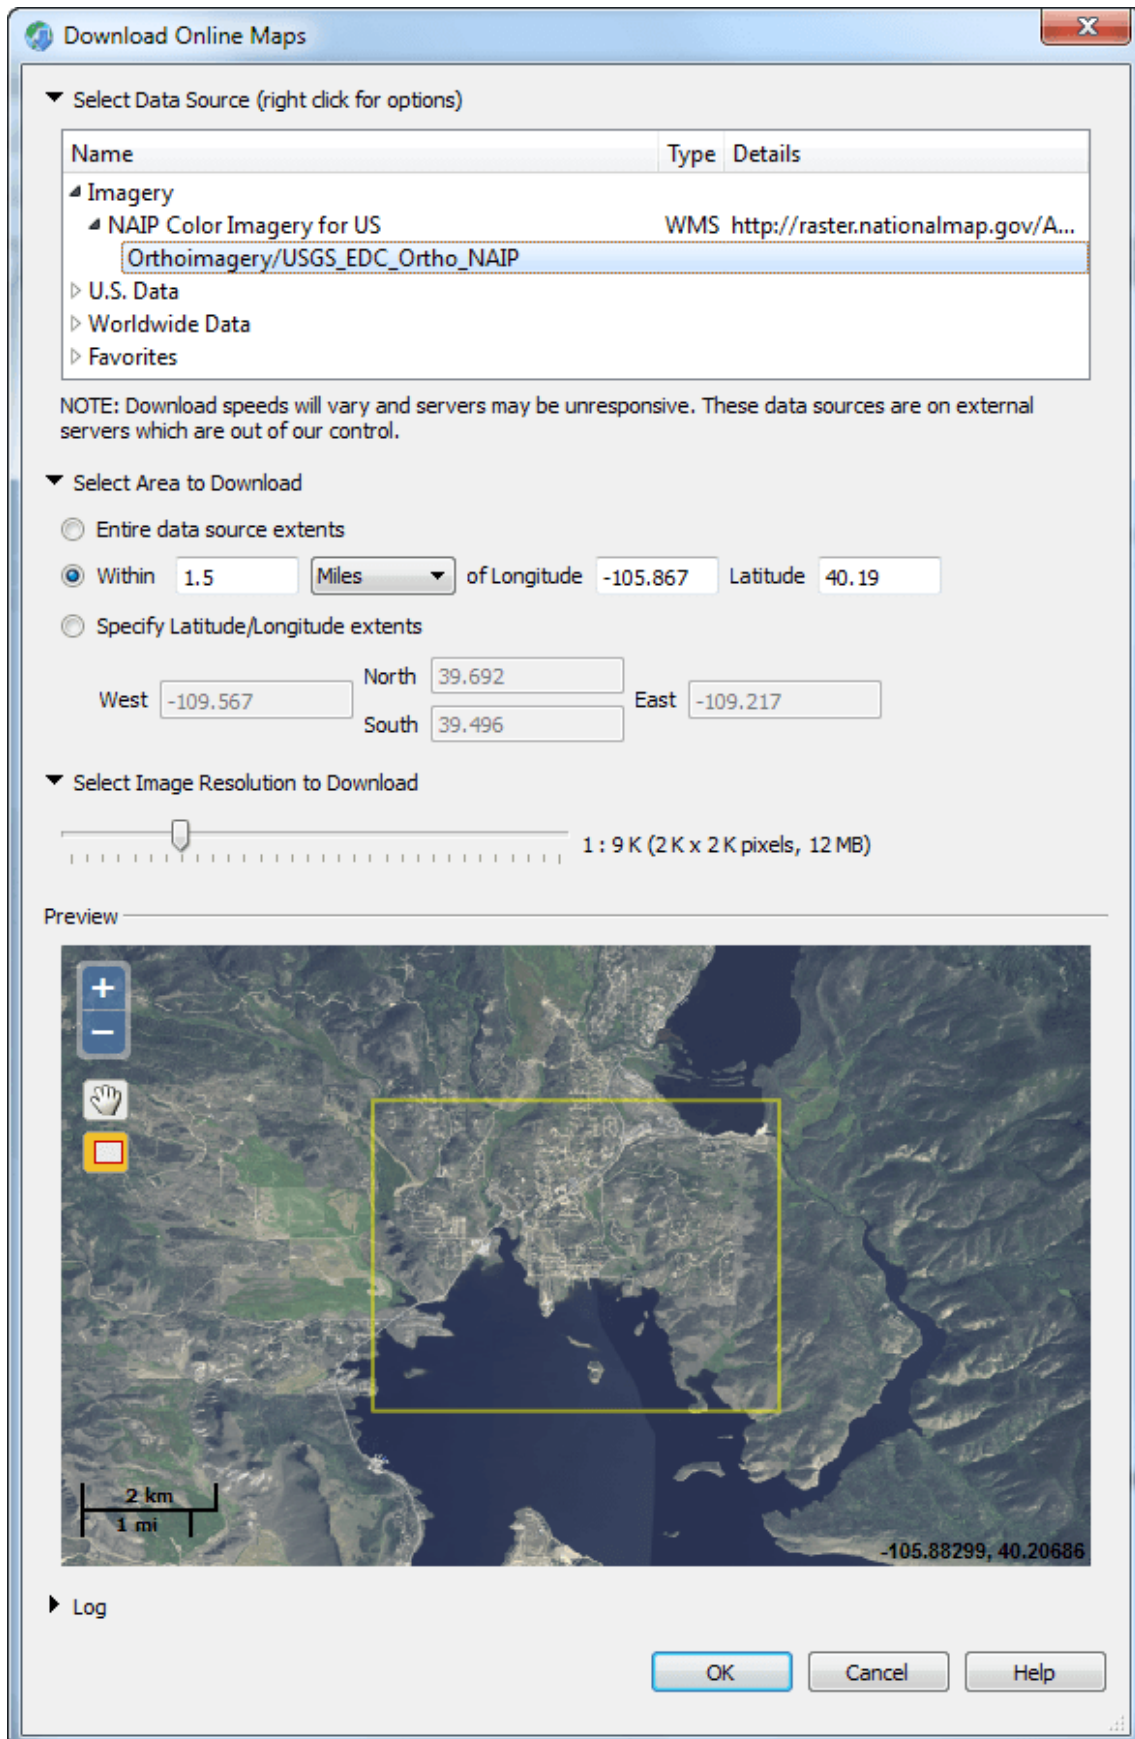 Download Online Maps
Select Data Source (right click for options)
Name Type Details
Imagery
NAIP Color Imagery for US WMS http://raster.nationalmap.gov/A...
Orthoimagery/USGS_EDC_Ortho_NAIP
U.S. Data
Worldwide Data
Favorites
NOTE: Download speeds will vary and servers may be unresponsive. These data sources are on external
servers which are out of our control.
Select Area to Download
Entire data source extents
Within 1.5 Miles of Longitude -105.867 Latitude 40.19
Specify Latitude/Longitude extents
North 39.692
West -109.567 East -109.217
South 39.496
Select Image Resolution to Download
1 : 9 K (2 K x 2 K pixels, 12 MB)
Preview
+
−
2 km
1 mi
-105.88299, 40.20686
Log
OK Cancel Help